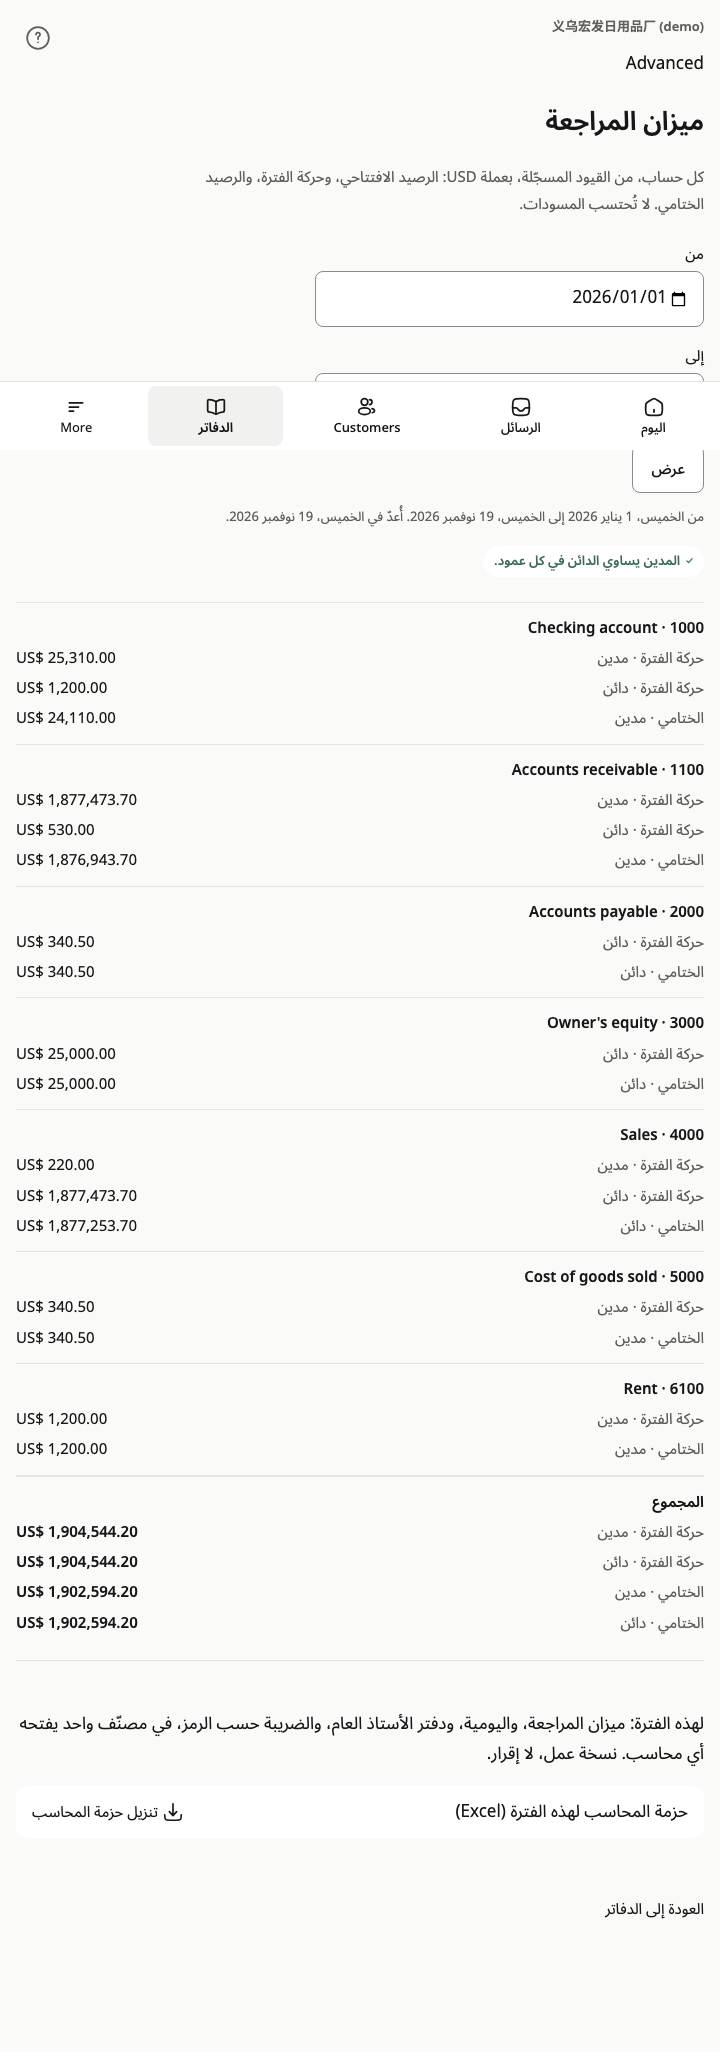 义乌宏发日用品厂 (demo)
Advanced
ميزان المراجعة
كل حساب، من القيود المسجّلة، بعملة USD: الرصيد الافتتاحي، وحركة الفترة، والرصيد
الختامي. لا تُحتسب المسودات.
من
2026/01/01
إلى
اليوم
الرسائل
Customers
الدفاتر
More
عرض
من الخميس، 1 يناير 2026 إلى الخميس، 19 نوفمبر 2026. أُعدّ في الخميس، 19 نوفمبر 2026.
المدين يساوي الدائن في كل عمود.
1000 · Checking account
حركة الفترة · مدين US$ 25,310.00
حركة الفترة · دائن US$ 1,200.00
الختامي · مدين US$ 24,110.00
1100 · Accounts receivable
حركة الفترة · مدين US$ 1,877,473.70
حركة الفترة · دائن US$ 530.00
الختامي · مدين US$ 1,876,943.70
2000 · Accounts payable
حركة الفترة · دائن US$ 340.50
الختامي · دائن US$ 340.50
3000 · Owner's equity
حركة الفترة · دائن US$ 25,000.00
الختامي · دائن US$ 25,000.00
4000 · Sales
حركة الفترة · مدين US$ 220.00
حركة الفترة · دائن US$ 1,877,473.70
الختامي · دائن US$ 1,877,253.70
5000 · Cost of goods sold
حركة الفترة · مدين US$ 340.50
الختامي · مدين US$ 340.50
6100 · Rent
حركة الفترة · مدين US$ 1,200.00
الختامي · مدين US$ 1,200.00
المجموع
حركة الفترة · مدين US$ 1,904,544.20
حركة الفترة · دائن US$ 1,904,544.20
الختامي · مدين US$ 1,902,594.20
الختامي · دائن US$ 1,902,594.20
لهذه الفترة: ميزان المراجعة، واليومية، ودفتر الأستاذ العام، والضريبة حسب الرمز، في مصنّف واحد يفتحه
أي محاسب. نسخة عمل، لا إقرار.
حزمة المحاسب لهذه الفترة (Excel) تنزيل حزمة المحاسب
العودة إلى الدفاتر